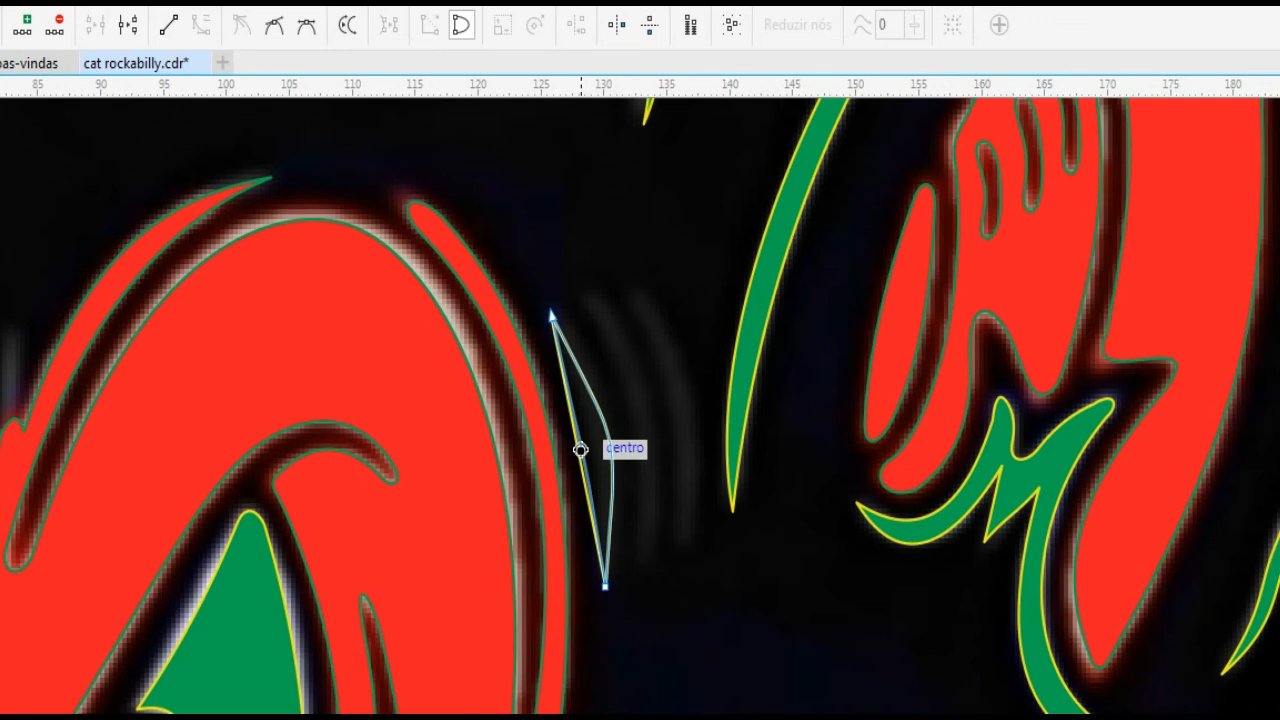 Reduzir nós
0
oas-vindas
cat rockabilly.cdr*
85 90 95 100 105 110 115 120 125 130 135 140 145 150 155 160 165 170 175 180
centro